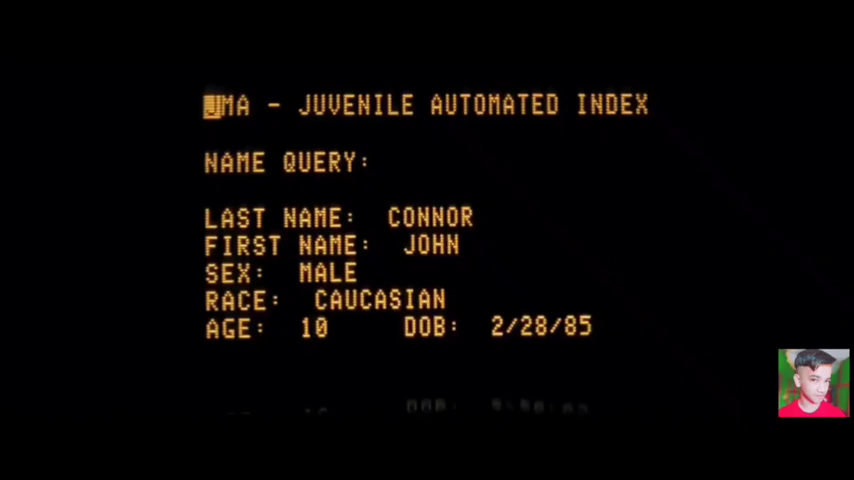 JMA - JUVENILE AUTOMATED INDEX
NAME QUERY:
LAST NAME: CONNOR
FIRST NAME: JOHN
SEX: MALE
RACE: CAUCASIAN
AGE: 10 DOB: 2/28/85